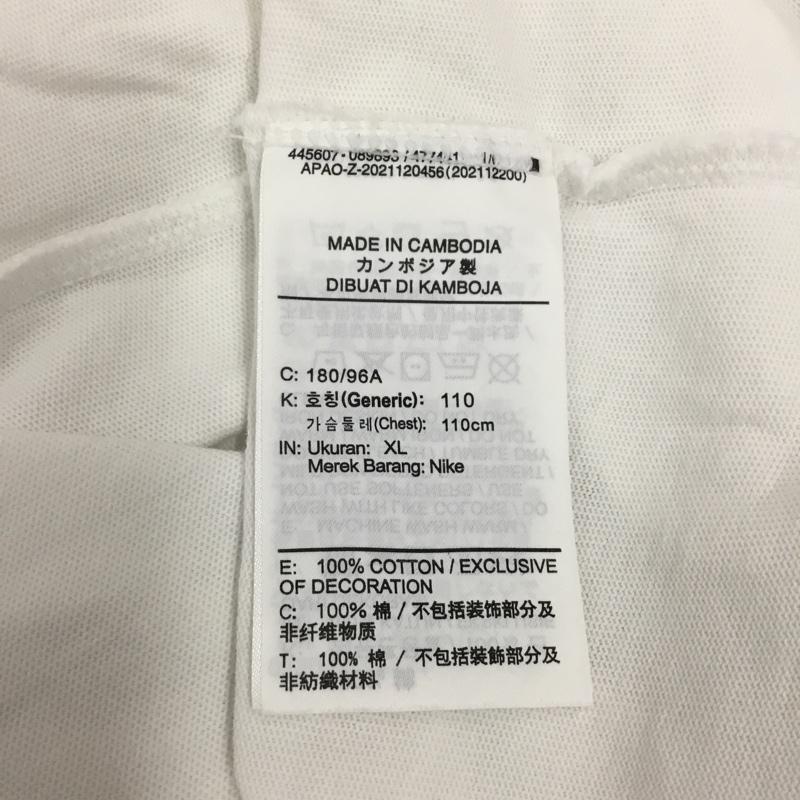 APAO-Z-2021120456(202112200)
MADE IN CAMBODIA
カンボジア製
DIBUAT DI KAMBOJA
C: 180/96A
K: 호칭(Generic): 110
가슴둘레(Chest): 110cm
IN: Ukuran: XL
Merek Barang: Nike
E: 100% COTTON / EXCLUSIVE
OF DECORATION
C: 100% 棉 / 不包括装饰部分及
非纤维物质
T: 100% 棉 / 不包括裝飾部分及
非紡織材料